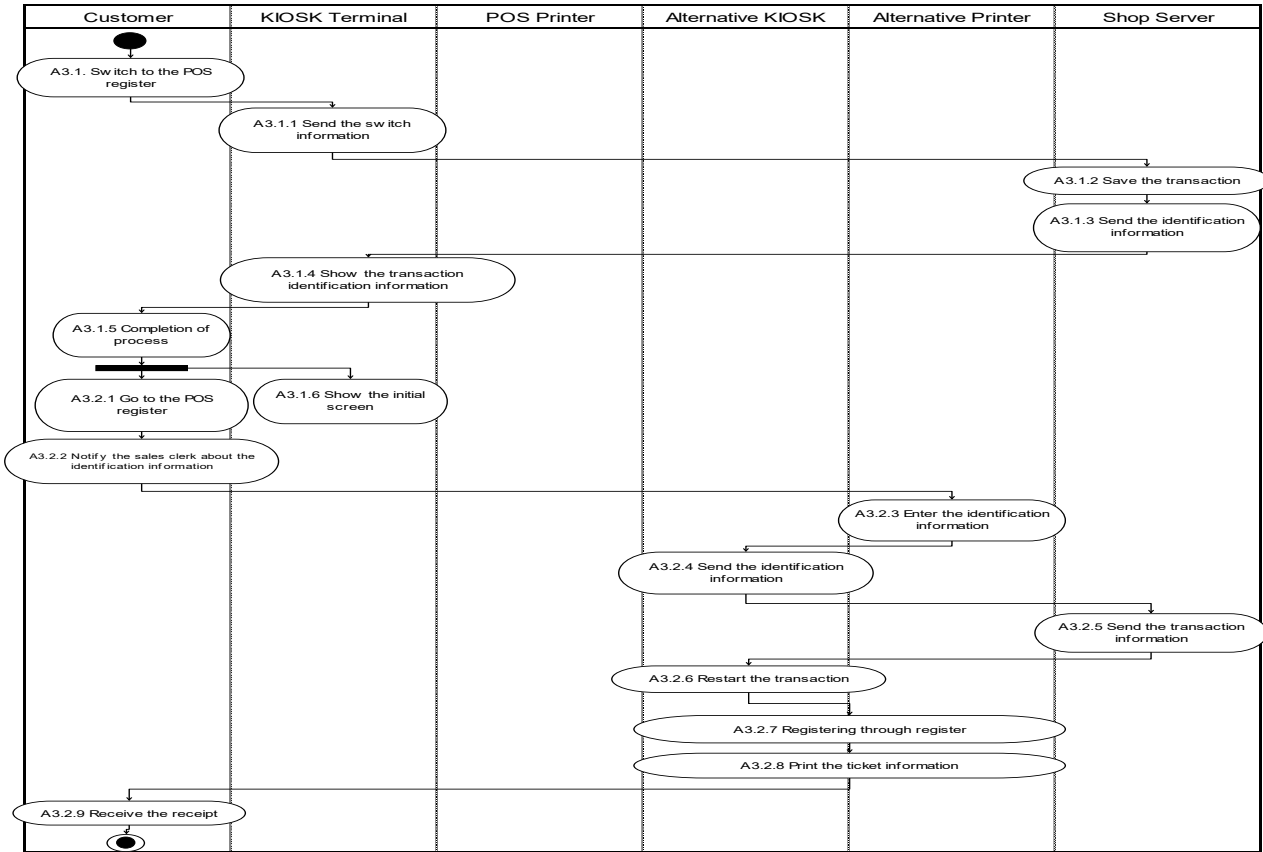 Customer
KIOSK Terminal
POS Printer
Alternative KIOSK
Alternative Printer
Shop Server
A3.1. Switch to the POS
register
A3.1.1 Send the switch
information
A3.1.2 Save the transaction
A3.1.3 Send the identification
information
A3.1.4 Show the transaction
identification information
A3.1.5 Completion of
process
A3.2.1 Go to the POS
register
A3.1.6 Show the initial
screen
A3.2.2 Notify the sales clerk about the
identification information
A3.2.3 Enter the identification
information
A3.2.4 Send the identification
information
A3.2.5 Send the transaction
information
A3.2.6 Restart the transaction
A3.2.7 Registering through register
A3.2.8 Print the ticket information
A3.2.9 Receive the receipt